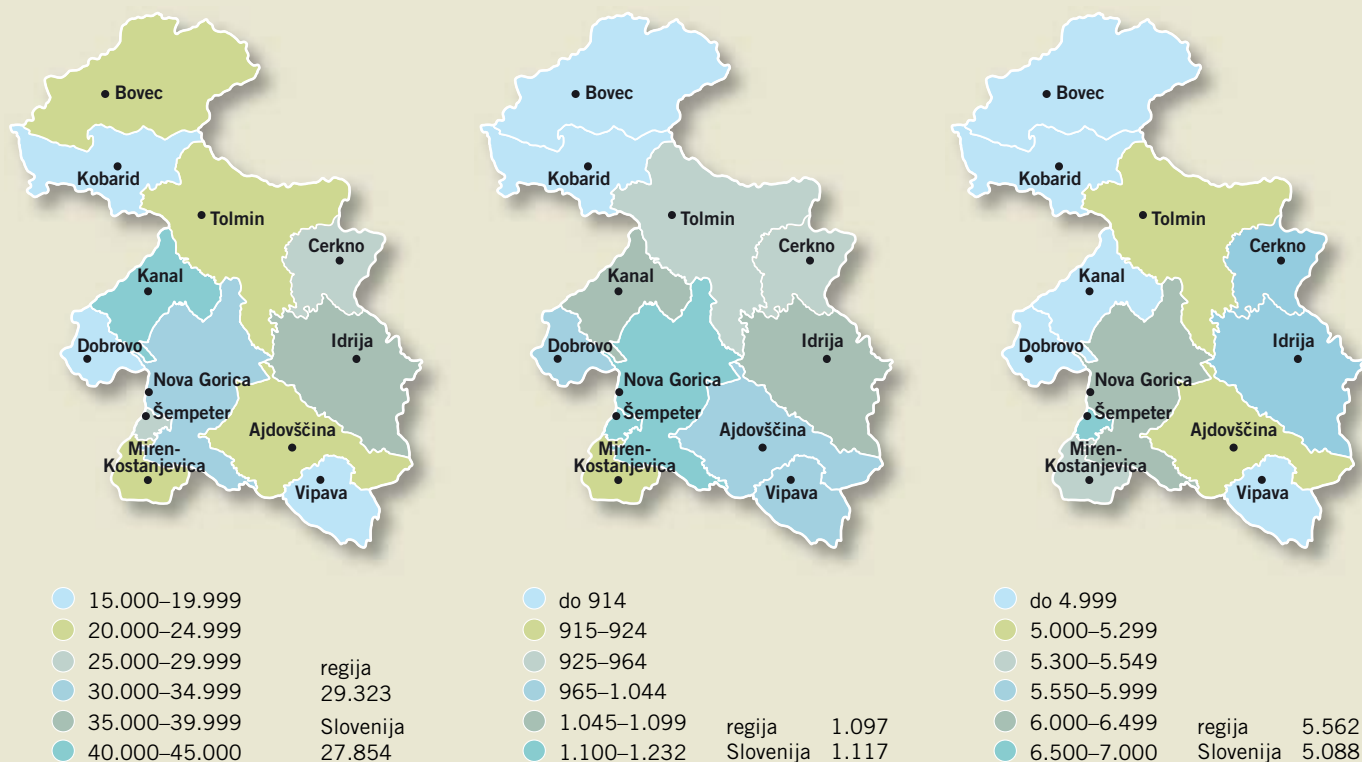 Bovec
Kobarid
Tolmin
Cerkno
Kanal
Idrija
Dobrovo
Nova Gorica
Šempeter
Ajdovščina
Miren-
Kostanjevica
Vipava
15.000–19.999
20.000–24.999
25.000–29.999
30.000–34.999
35.000–39.999
40.000–45.000
regija
29.323
Slovenija
27.854
Bovec
Kobarid
Tolmin
Cerkno
Kanal
Idrija
Dobrovo
Nova Gorica
Šempeter
Ajdovščina
Miren-
Kostanjevica
Vipava
do 914
915–924
925–964
965–1.044
1.045–1.099
1.100–1.232
regija 1.097
Slovenija 1.117
Bovec
Kobarid
Tolmin
Cerkno
Kanal
Idrija
Dobrovo
Nova Gorica
Šempeter
Ajdovščina
Miren-
Kostanjevica
Vipava
do 4.999
5.000–5.299
5.300–5.549
5.550–5.999
6.000–6.499
6.500–7.000
regija 5.562
Slovenija 5.088